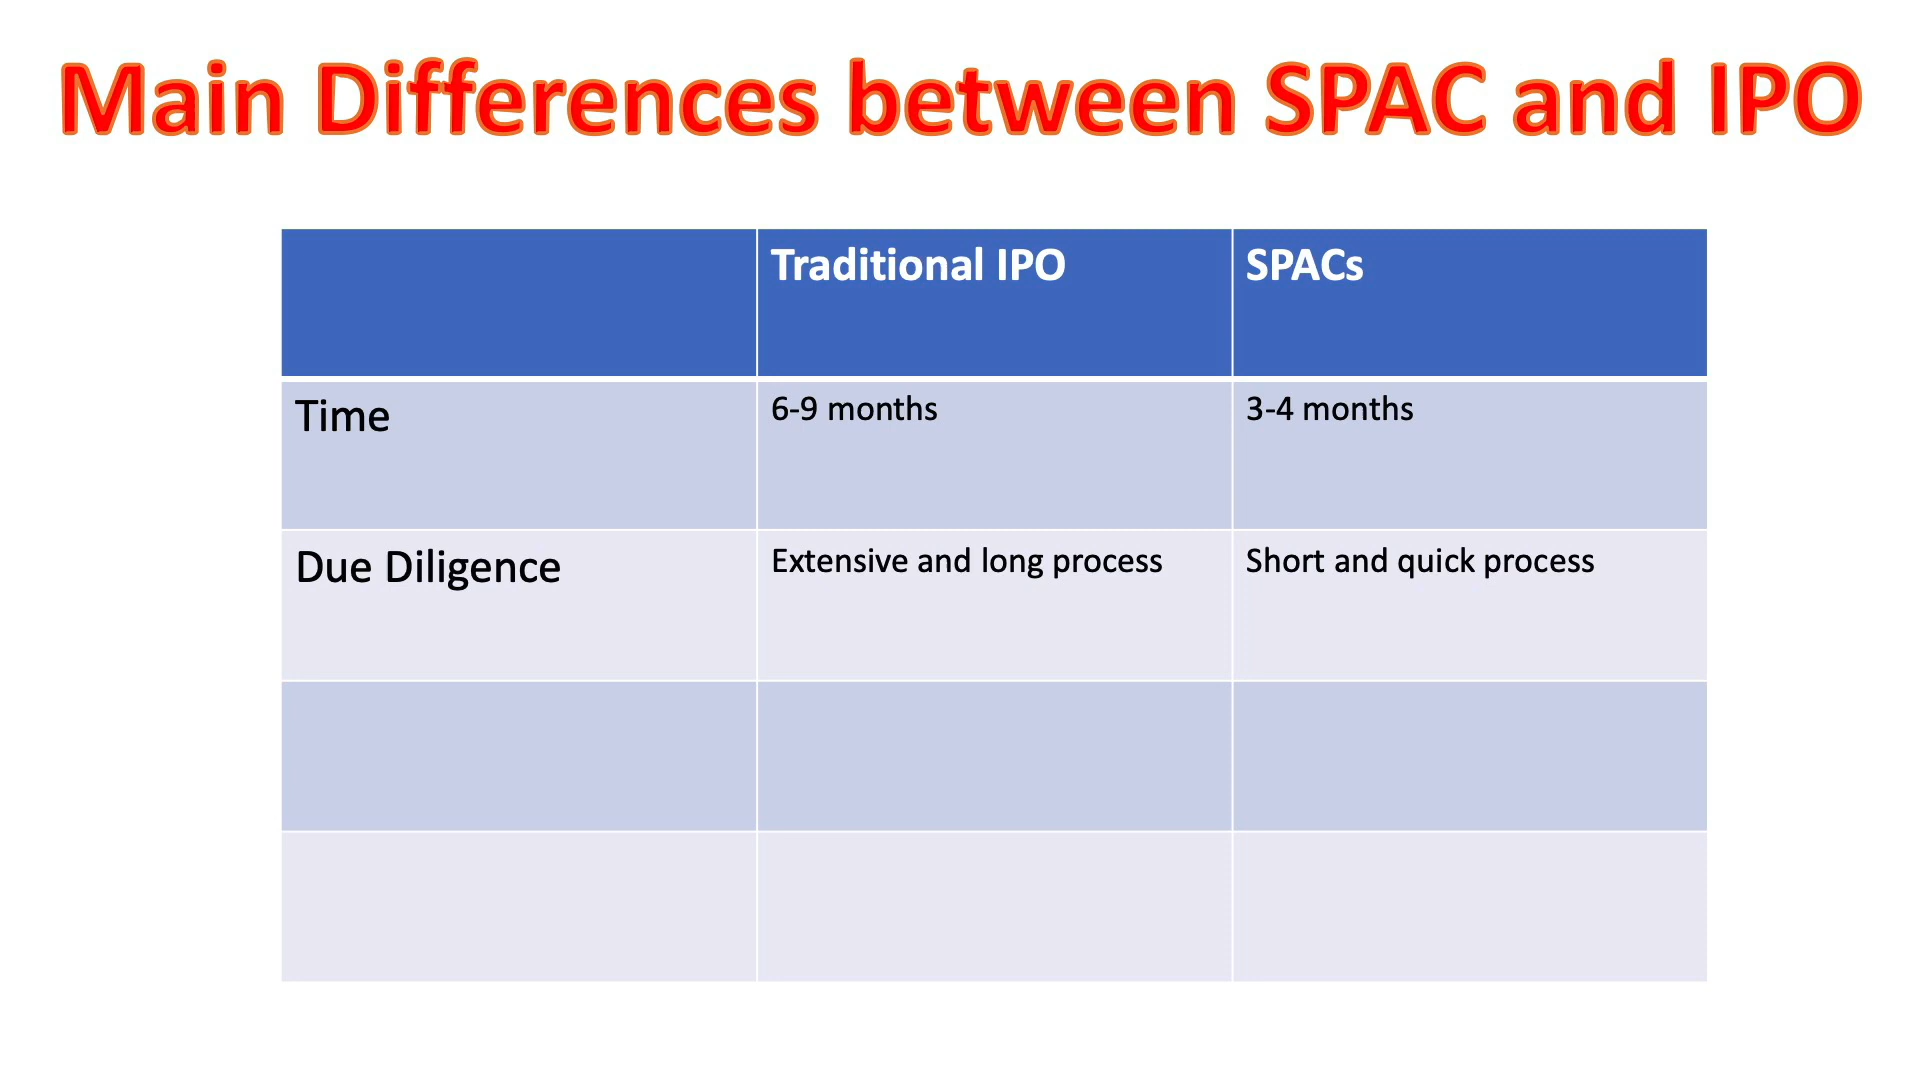 Main Differences between SPAC and IPO
Traditional IPO
SPACs
Time
6-9 months
3-4 months
Due Diligence
Extensive and long process
Short and quick process